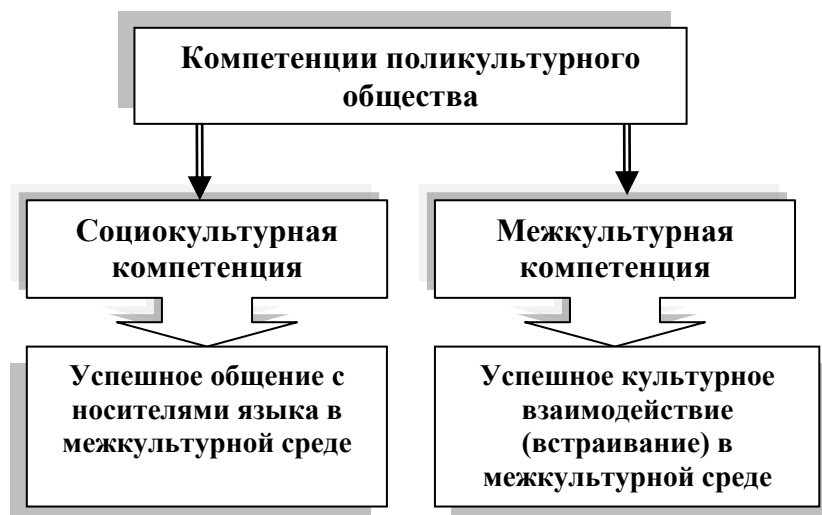 Компетенции поликультурного
общества
Социокультурная
компетенция
Межкультурная
компетенция
Успешное общение с
носителями языка в
межкультурной среде
Успешное культурное
взаимодействие
(встраивание) в
межкультурной среде